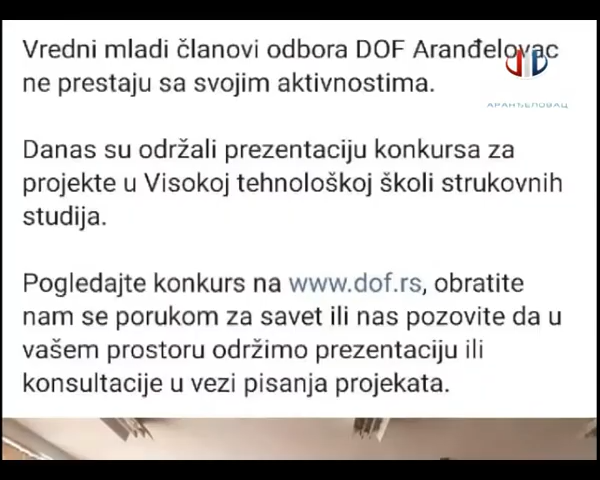 Vredni mladi članovi odbora DOF Aranđelovac
ne prestaju sa svojim aktivnostima.
АРАНЂЕЛОВАЦ
Danas su održali prezentaciju konkursa za
projekte u Visokoj tehnološkoj školi strukovnih
studija.
Pogledajte konkurs na www.dof.rs, obratite
nam se porukom za savet ili nas pozovite da u
vašem prostoru održimo prezentaciju ili
konsultacije u vezi pisanja projekata.